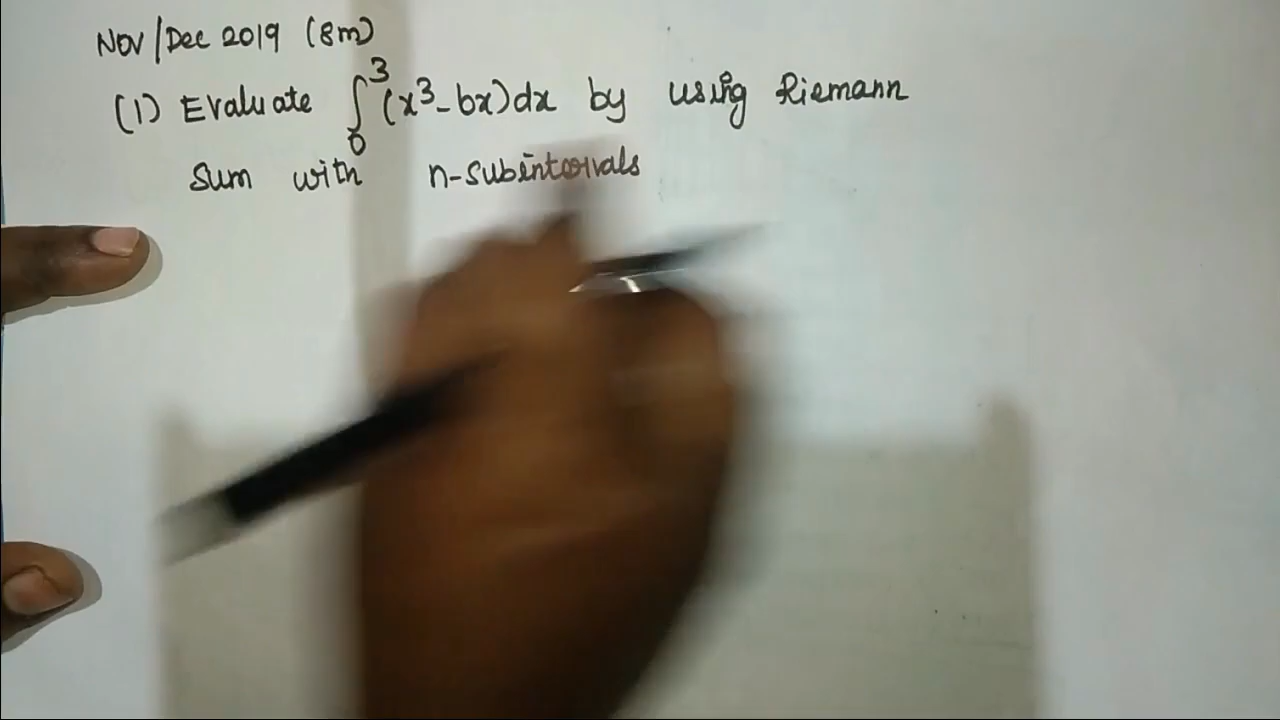 Nov/Dec 2019 (8m)
(1) Evaluate ∫₀³ (x³-6x)dx by using Riemann
Sum with n-subintervals